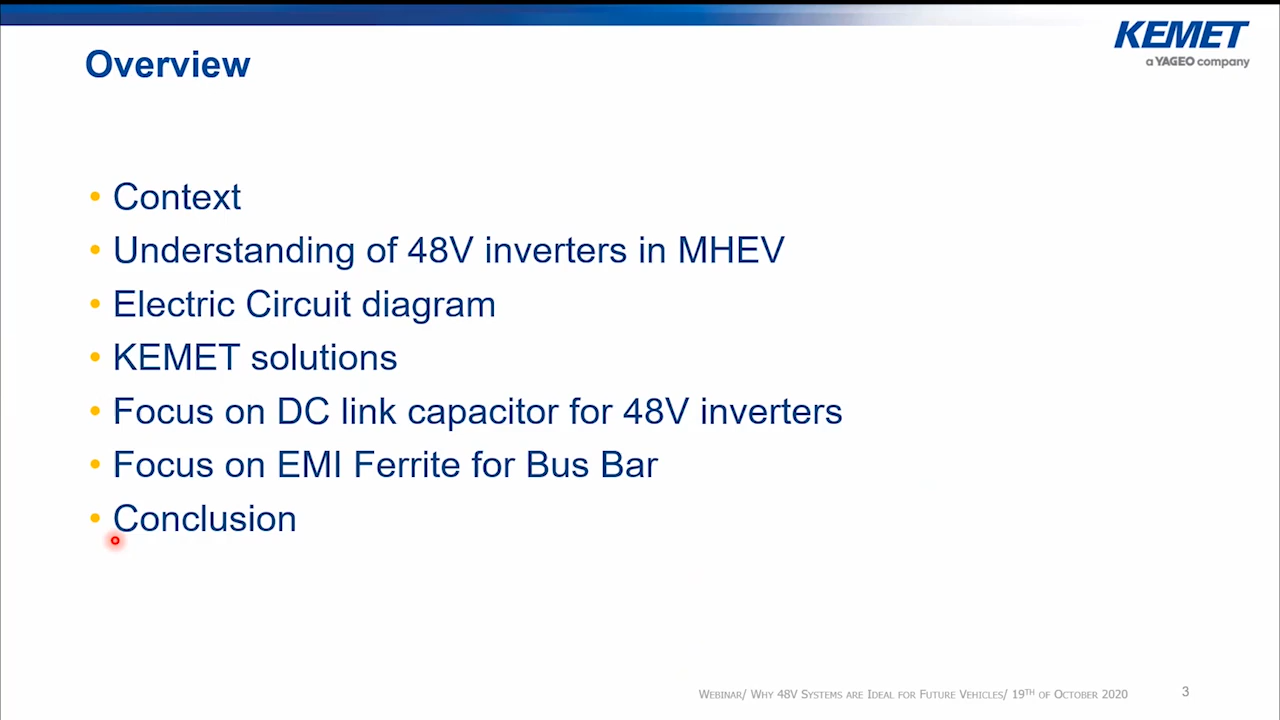 KEMET
a YAGEO company
Overview
• Context
• Understanding of 48V inverters in MHEV
• Electric Circuit diagram
• KEMET solutions
• Focus on DC link capacitor for 48V inverters
• Focus on EMI Ferrite for Bus Bar
• Conclusion
Webinar/ Why 48V Systems are Ideal for Future Vehicles/ 19TH of October 2020
3